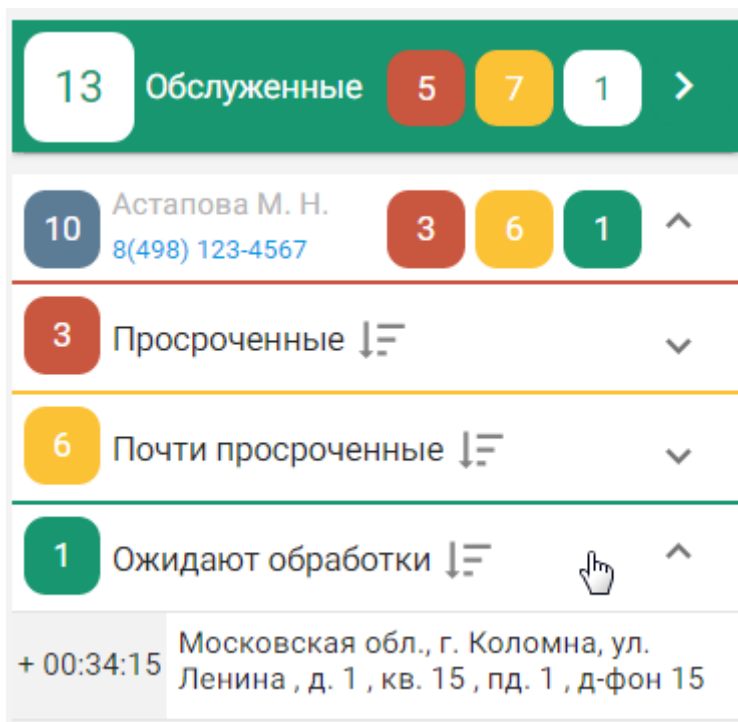 13 Обслуженные 5 7 1
10 Астапова М. Н. 3 6 1
8(498) 123-4567
3 Просроченные
6 Почти просроченные
1 Ожидают обработки
+ 00:34:15 Московская обл., г. Коломна, ул.
Ленина , д. 1 , кв. 15 , пд. 1 , д-фон 15